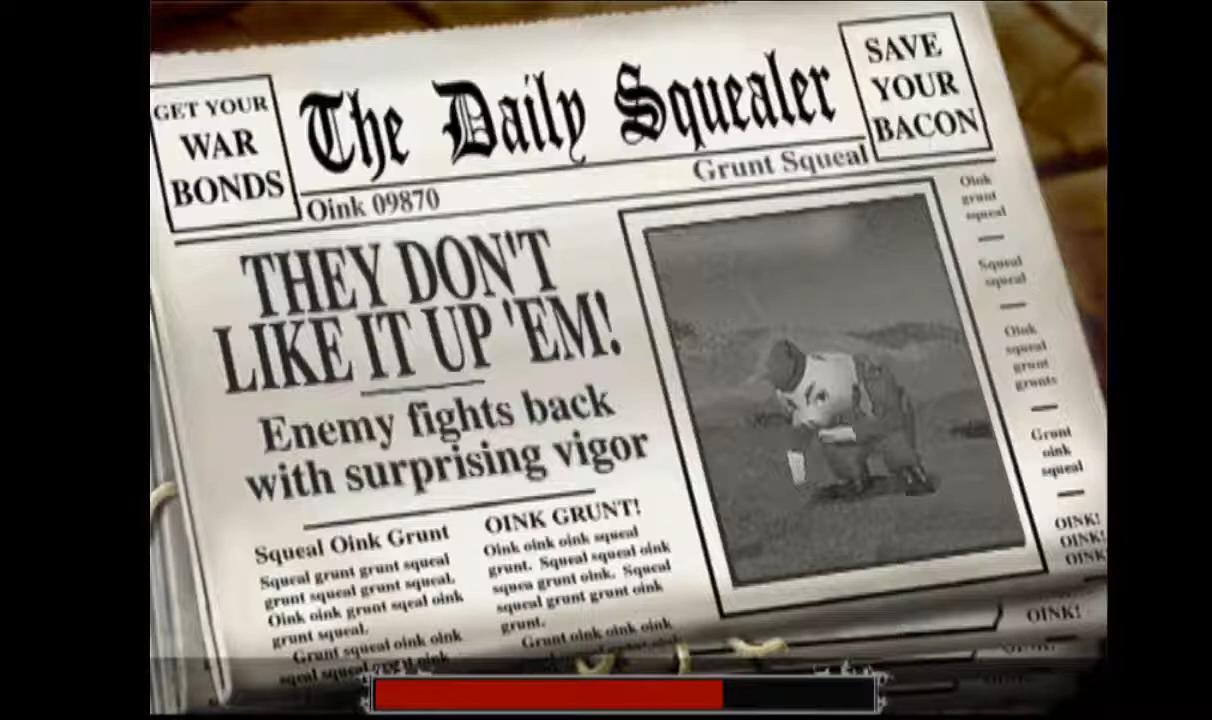 GET YOUR
WAR
BONDS
The Daily Squealer
SAVE
YOUR
BACON
Oink 09870
Grunt Squeal
THEY DON'T
LIKE IT UP 'EM!
Enemy fights back
with surprising vigor
Squeal Oink Grunt
Squeal grunt grunt squeal
grunt squeal grunt squeal.
Oink oink grunt sqeal oink
grunt squeal.
Grunt squeal oink oink
sqeal squeal grunt oink
OINK GRUNT!
Oink oink oink squeal
grunt. Squeal squeal oink
squea grunt oink. Squeal
squeal grunt grunt oink
grunt.
Grunt oink oink oink
Oink
grunt
squeal
Squeal
squeal
Oink
squeal
grunt
grunts
Grunt
oink
squeal
OINK!
OINK!
OINK
OINK!